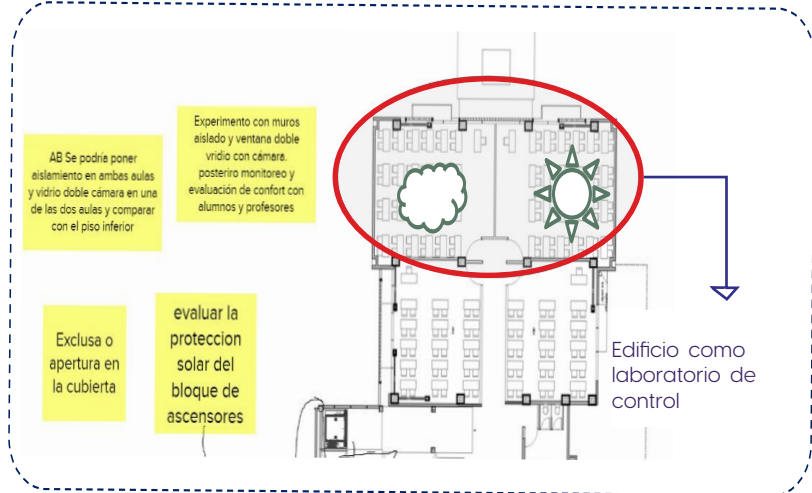 AB Se podría poner
aislamiento en ambas aulas
y vidrio doble cámara en una
de las dos aulas y comparar
con el piso inferior
Experimento con muros
aislado y ventana doble
vridio con cámara.
posteriro monitoreo y
evaluación de confort con
alumnos y profesores
Exclusa o
apertura en
la cubierta
evaluar la
proteccion
solar del
bloque de
ascensores
Edificio como
laboratorio de
control